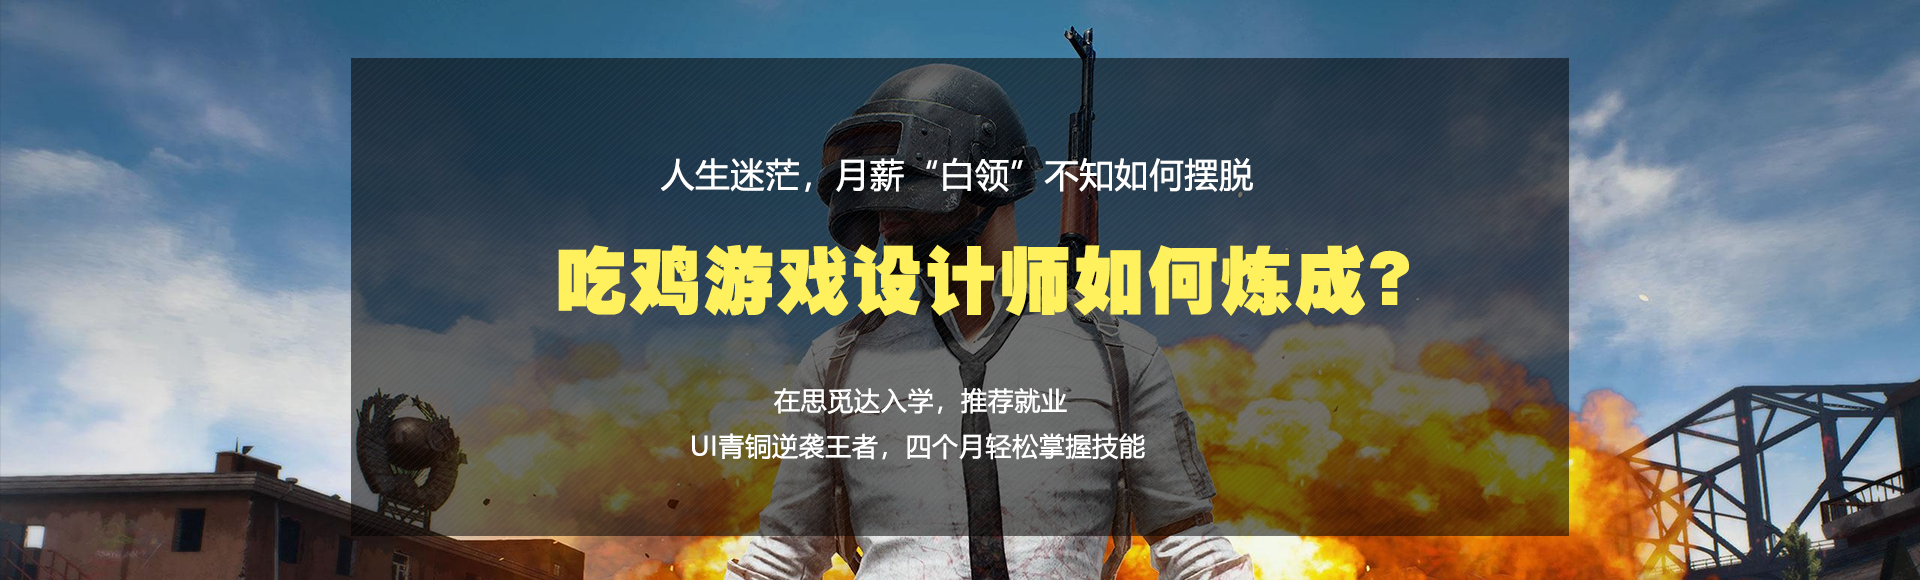 人生迷茫，月薪“白领”不知如何摆脱
吃鸡游戏设计师如何炼成?
在思觅达入学，推荐就业
UI青铜逆袭王者，四个月轻松掌握技能